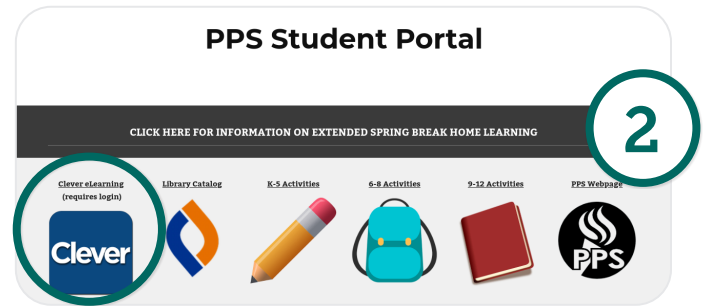 PPS Student Portal
2
CLICK HERE FOR INFORMATION ON EXTENDED SPRING BREAK HOME LEARNING
Clever eLearning
(requires login)
Library Catalog
K-5 Activities
6-8 Activities
9-12 Activities
PPS Webpage
Clever
PPS